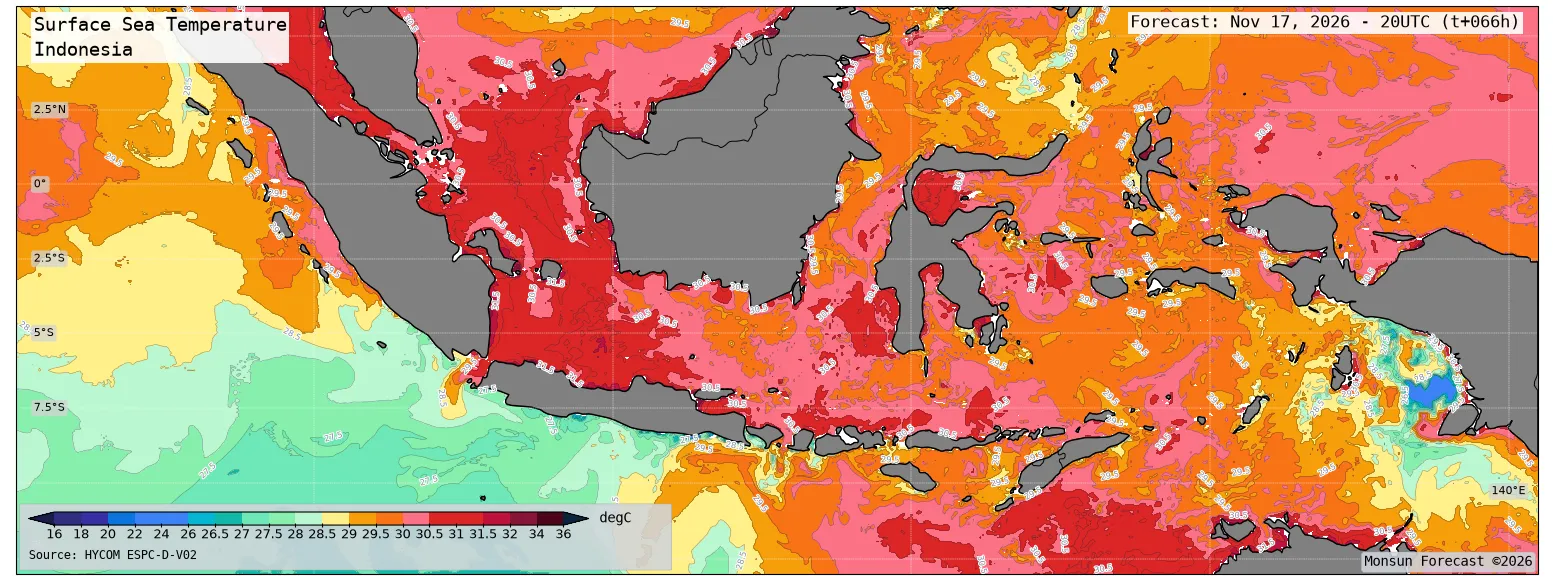 Surface Sea Temperature
Indonesia
Forecast: Nov 17, 2026 - 20UTC (t+066h)
2.5°N
0°
2.5°S
5°S
7.5°S
140°E
16 18 20 22 24 26 26.5 27 27.5 28 28.5 29 29.5 30 30.5 31 31.5 32 34 36
degC
Source: HYCOM ESPC-D-V02
Monsun Forecast ©2026